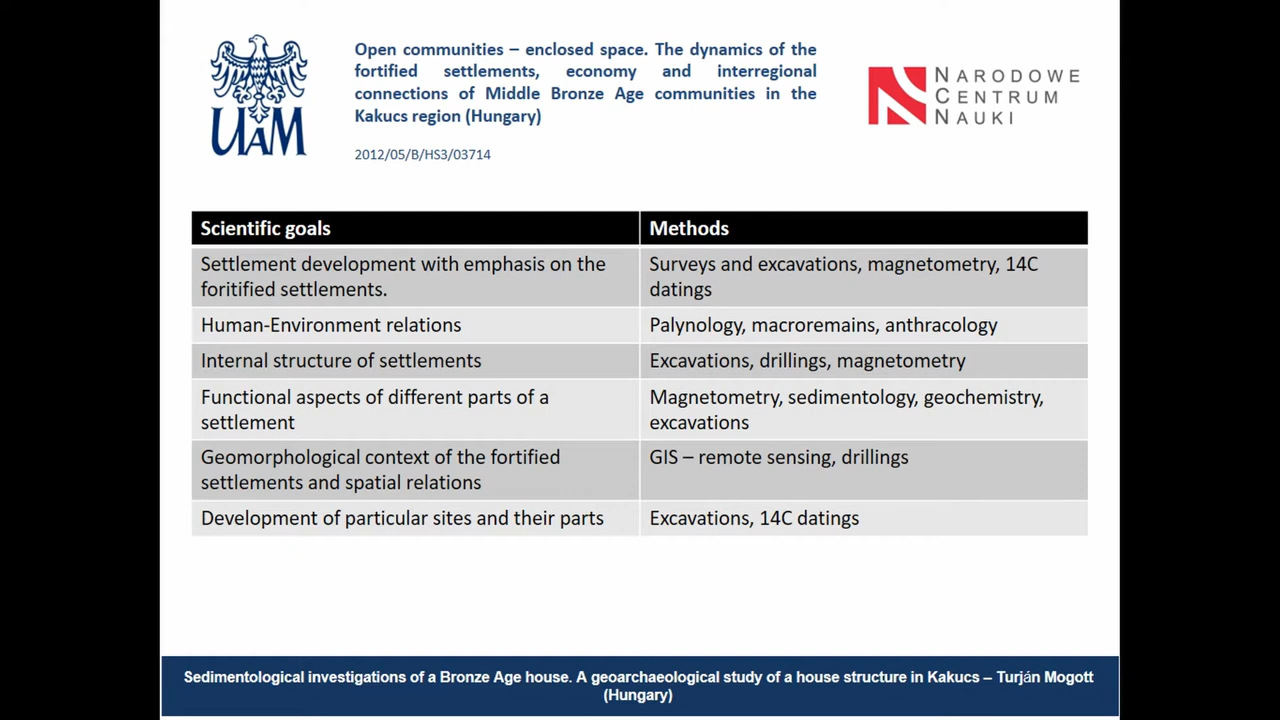 UAM
Open communities – enclosed space. The dynamics of the
fortified settlements, economy and interregional
connections of Middle Bronze Age communities in the
Kakucs region (Hungary)
2012/05/B/HS3/03714
NARODOWE
CENTRUM
NAUKI
Scientific goals
Methods
Settlement development with emphasis on the
foritified settlements.
Surveys and excavations, magnetometry, 14C
datings
Human-Environment relations
Palynology, macroremains, anthracology
Internal structure of settlements
Excavations, drillings, magnetometry
Functional aspects of different parts of a
settlement
Magnetometry, sedimentology, geochemistry,
excavations
Geomorphological context of the fortified
settlements and spatial relations
GIS – remote sensing, drillings
Development of particular sites and their parts
Excavations, 14C datings
Sedimentological investigations of a Bronze Age house. A geoarchaeological study of a house structure in Kakucs – Turján Mogott
(Hungary)